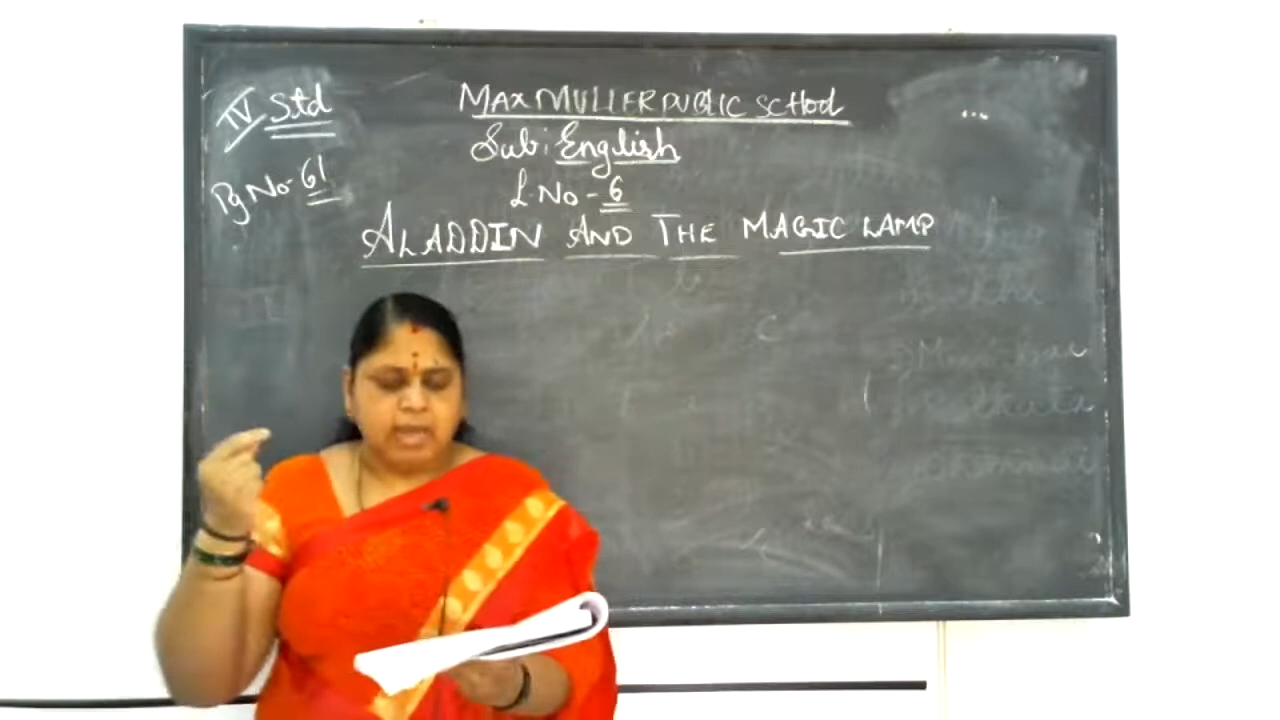 IV Std
MAX MULLER PUBLIC SCHOOL
Sub: English
Pg No- 61
L.No - 6
ALADDIN AND THE MAGIC LAMP